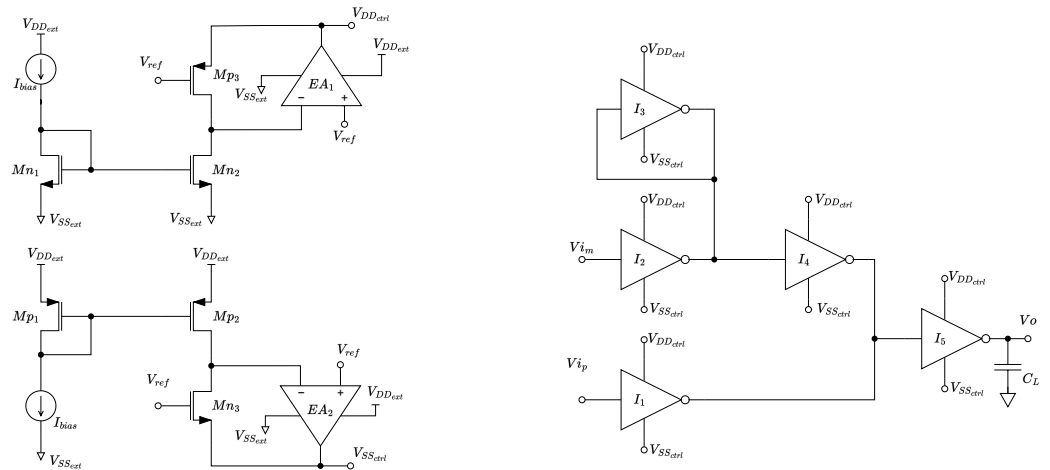 V_DD_ext
I_bias
Mn_1
V_SS_ext
V_ref
Mp_3
Mn_2
V_SS_ext
V_DD_ctrl
V_DD_ext
V_SS_ext
EA_1
− +
V_ref
V_DD_ext
Mp_1
I_bias
V_SS_ext
V_DD_ext
Mp_2
V_ref
Mn_3
V_ref
− +
EA_2
V_DD_ext
V_SS_ext
V_SS_ctrl
V_DD_ctrl
I_3
V_SS_ctrl
V_DD_ctrl
Vi_m
I_2
V_SS_ctrl
V_DD_ctrl
I_4
V_SS_ctrl
V_DD_ctrl
Vi_p
I_1
V_SS_ctrl
V_DD_ctrl
I_5
V_SS_ctrl
Vo
C_L